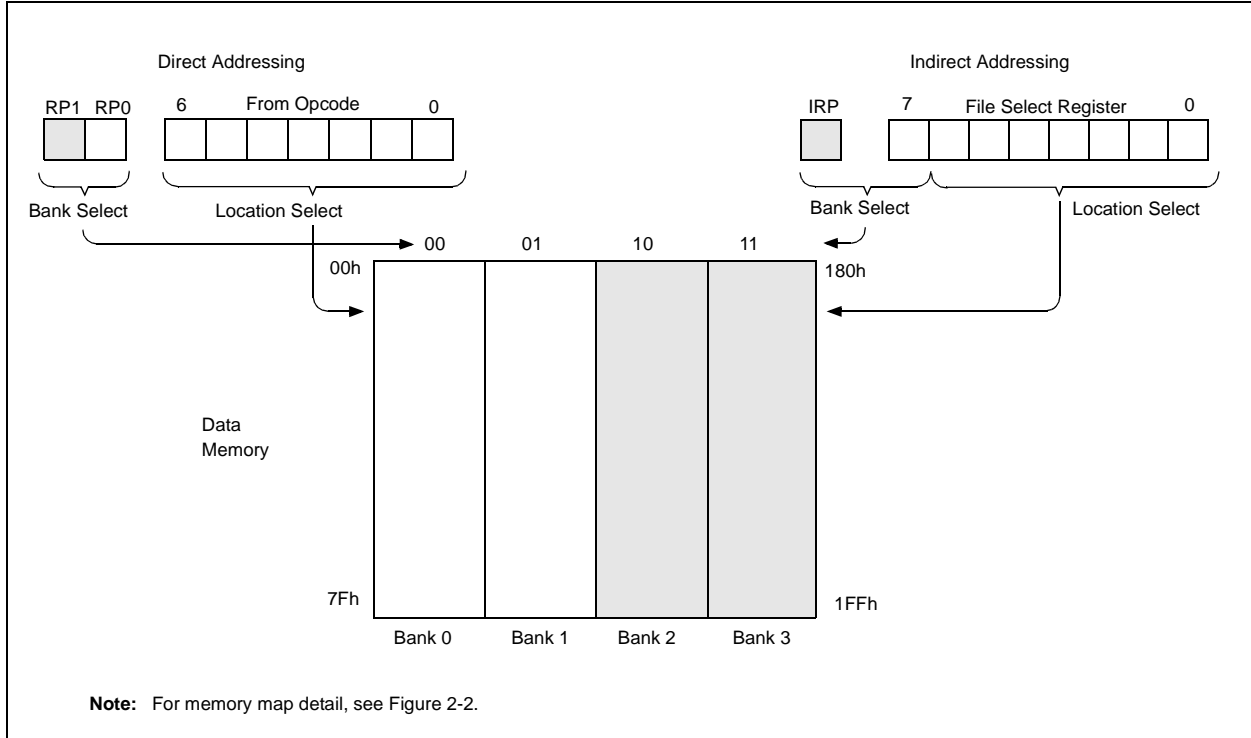 Direct Addressing
Indirect Addressing
RP1 RP0
6 From Opcode 0
IRP
7 File Select Register 0
Bank Select
Location Select
Bank Select
Location Select
00 01 10 11
00h
180h
Data
Memory
7Fh
1FFh
Bank 0 Bank 1 Bank 2 Bank 3
Note: For memory map detail, see Figure 2-2.